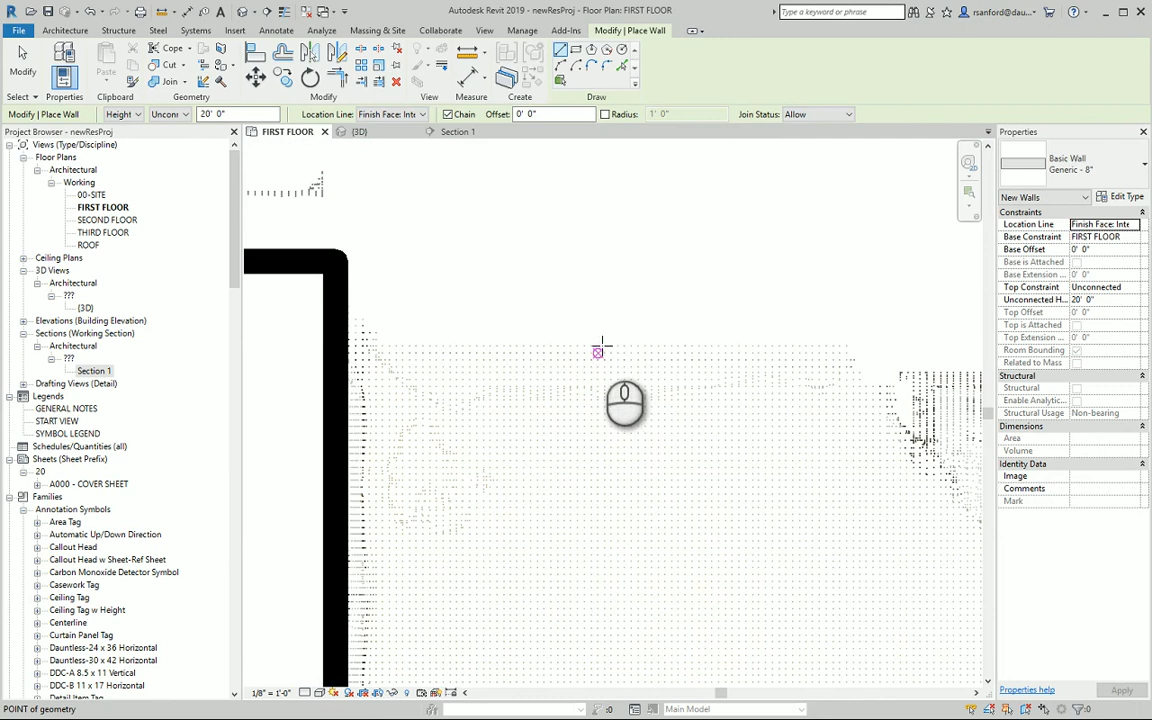 Autodesk Revit 2019 - newResProj - Floor Plan: FIRST FLOOR
Type a keyword or phrase
rsanford@dau...
File Architecture Structure Steel Systems Insert Annotate Analyze Massing & Site Collaborate View Manage Add-Ins Modify | Place Wall
Modify
Properties
Paste
Cope
Cut
Join
Select
Properties
Clipboard
Geometry
Modify
View
Measure
Create
Draw
Modify | Place Wall
Height
Uncon
20' 0"
Location Line: Finish Face: Inte
Chain
Offset: 0' 0"
Radius: 1' 0"
Join Status: Allow
Project Browser - newResProj
FIRST FLOOR
{3D}
Section 1
Properties
Views (Type/Discipline)
Floor Plans
Architectural
Working
00-SITE
FIRST FLOOR
SECOND FLOOR
THIRD FLOOR
ROOF
Ceiling Plans
3D Views
Architectural
???
{3D}
Elevations (Building Elevation)
Sections (Working Section)
Architectural
???
Section 1
Drafting Views (Detail)
Legends
GENERAL NOTES
START VIEW
SYMBOL LEGEND
Schedules/Quantities (all)
Sheets (Sheet Prefix)
20
A000 - COVER SHEET
Families
Annotation Symbols
Area Tag
Automatic Up/Down Direction
Callout Head
Callout Head w Sheet-Ref Sheet
Carbon Monoxide Detector Symbol
Casework Tag
Ceiling Tag
Ceiling Tag w Height
Centerline
Curtain Panel Tag
Dauntless-24 x 36 Horizontal
Dauntless-30 x 42 Horizontal
DDC-A 8.5 x 11 Vertical
DDC-B 11 x 17 Horizontal
Basic Wall
Generic - 8"
New Walls
Edit Type
Constraints
Location Line Finish Face: Inte
Base Constraint FIRST FLOOR
Base Offset 0' 0"
Base is Attached
Base Extension ... 0' 0"
Top Constraint Unconnected
Unconnected H... 20' 0"
Top Offset 0' 0"
Top is Attached
Top Extension ... 0' 0"
Room Bounding
Related to Mass
Structural
Structural
Enable Analytic...
Structural Usage Non-bearing
Dimensions
Area
Volume
Identity Data
Image
Comments
Mark
Properties help
Apply
1/8" = 1'-0"
POINT of geometry
:0
Main Model
:0